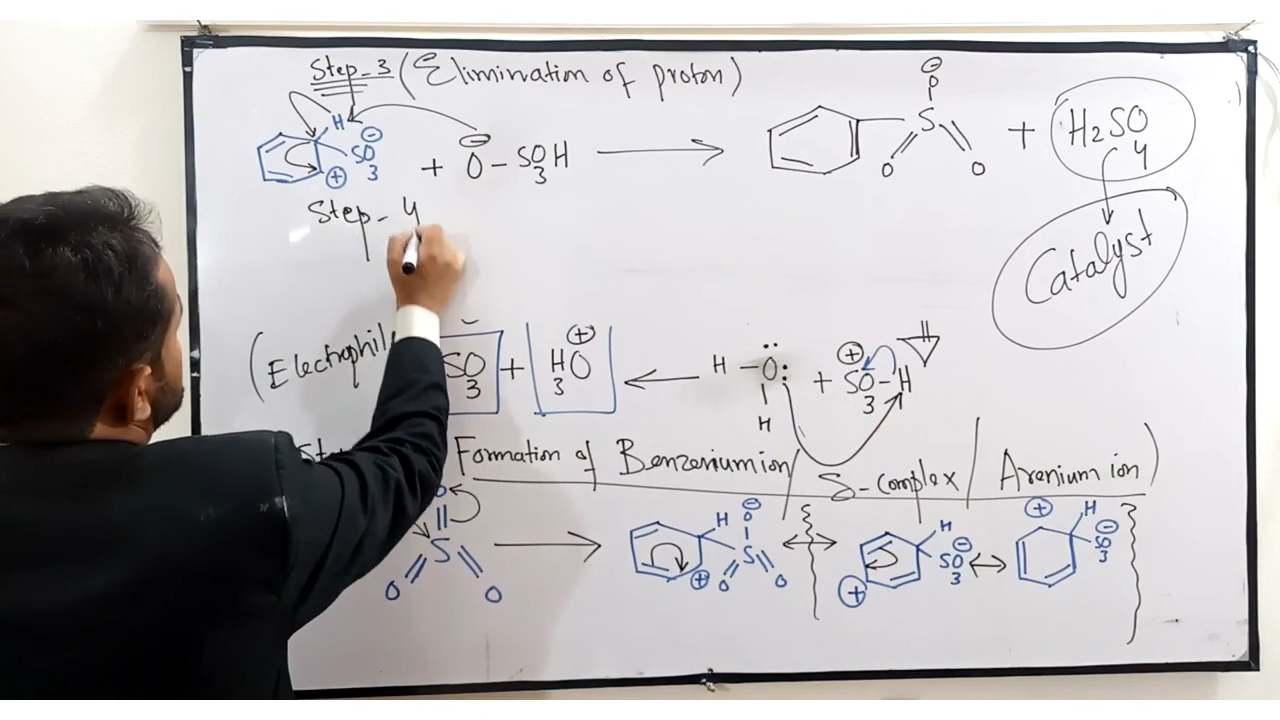 Step-3 (Elimination of proton)
H SO3⊖ ⊕ + ⊖O-SO3H → S O⊖ O O + H2SO4
Step-4
Catalyst
(Electrophil SO3 + H3O⊕ ← H-O: H + ⊕SO3-H
Formation of Benzenium ion/ δ-complex/ Arenium ion)
S O O → H O⊖ S O O ⊕ ↔ H SO3⊖ ⊕ ↔ ⊕ H SO3⊖